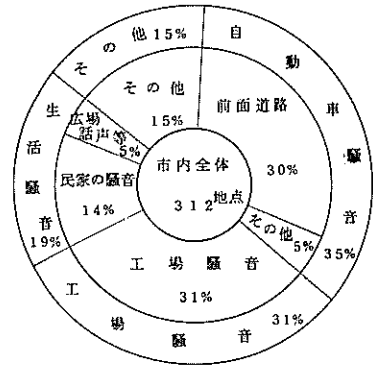 その他15%
自動車騒音
35%
生活騒音
19%
工場騒音31%
その他
15%
前面道路
30%
広場
話声等
5%
民家の騒音
14%
その他
5%
工場騒音
31%
市内全体
312地点